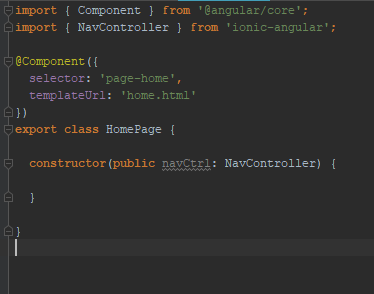 import { Component } from '@angular/core';
import { NavController } from 'ionic-angular';
@Component({
selector: 'page-home',
templateUrl: 'home.html'
})
export class HomePage {
constructor(public navCtrl: NavController) {
}
}